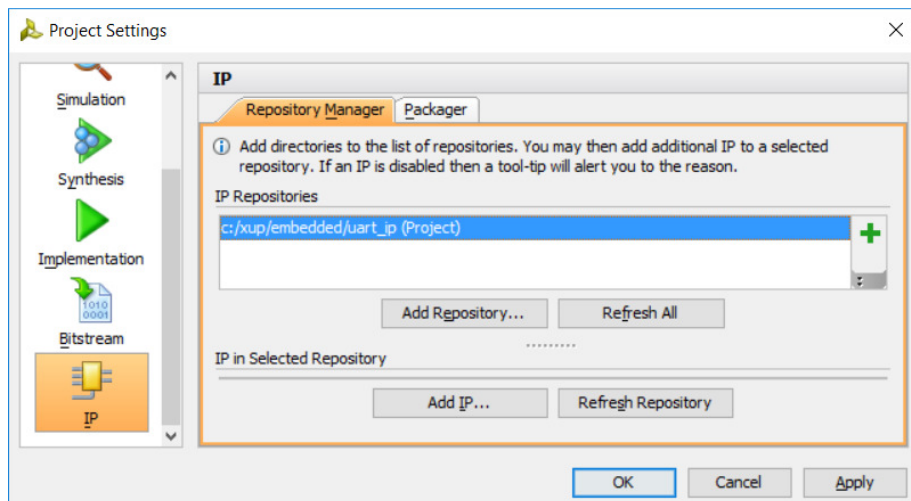 Project Settings
Simulation
Synthesis
Implementation
1010
0001
Bitstream
IP
IP
Repository Manager
Packager
Add directories to the list of repositories. You may then add additional IP to a selected
repository. If an IP is disabled then a tool-tip will alert you to the reason.
IP Repositories
c:/xup/embedded/uart_ip (Project)
Add Repository...
Refresh All
IP in Selected Repository
Add IP...
Refresh Repository
OK
Cancel
Apply